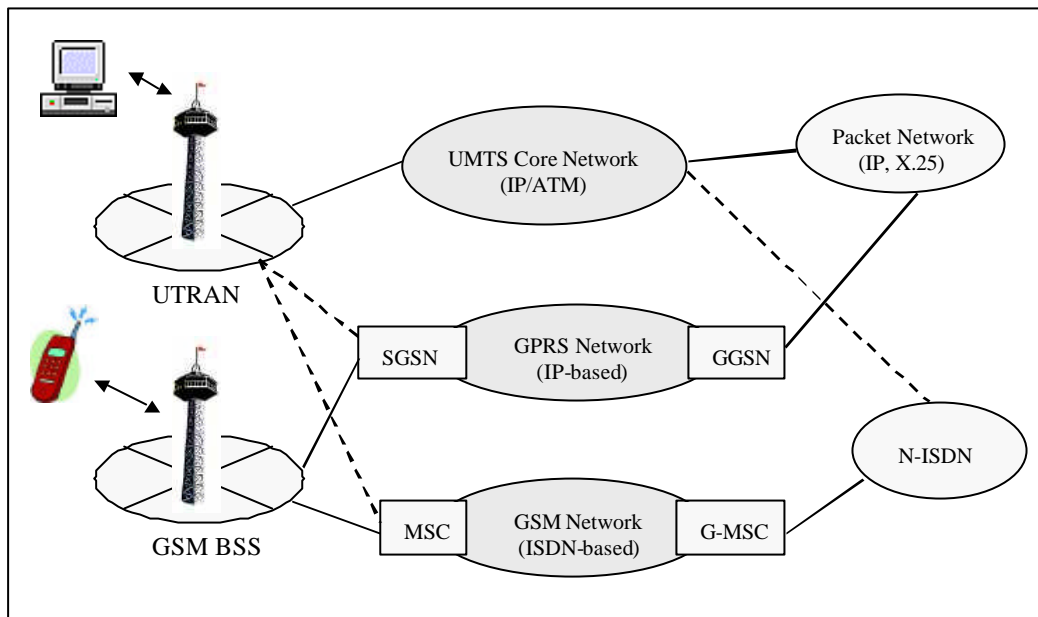 UMTS Core Network
(IP/ATM)
Packet Network
(IP, X.25)
UTRAN
SGSN
GPRS Network
(IP-based)
GGSN
N-ISDN
GSM BSS
MSC
GSM Network
(ISDN-based)
G-MSC